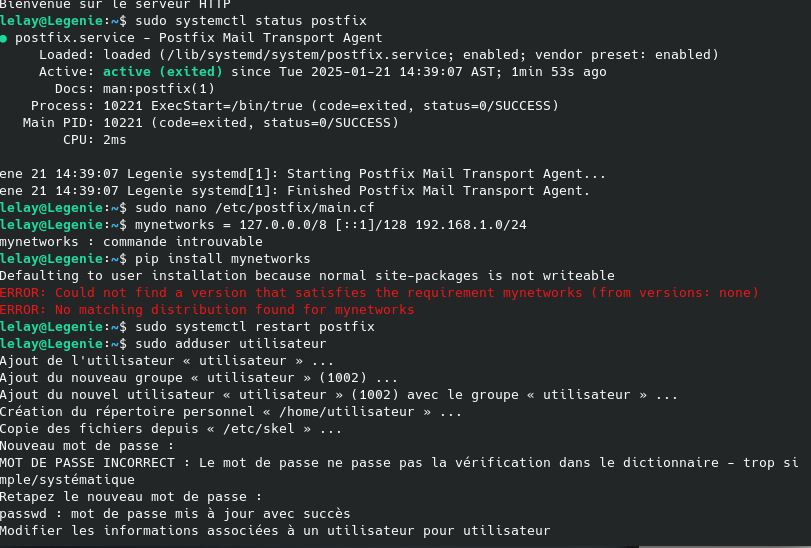 Bienvenue sur le serveur HTTP
lelay@Legenie:~$ sudo systemctl status postfix
● postfix.service - Postfix Mail Transport Agent
Loaded: loaded (/lib/systemd/system/postfix.service; enabled; vendor preset: enabled)
Active: active (exited) since Tue 2025-01-21 14:39:07 AST; 1min 53s ago
Docs: man:postfix(1)
Process: 10221 ExecStart=/bin/true (code=exited, status=0/SUCCESS)
Main PID: 10221 (code=exited, status=0/SUCCESS)
CPU: 2ms
ene 21 14:39:07 Legenie systemd[1]: Starting Postfix Mail Transport Agent...
ene 21 14:39:07 Legenie systemd[1]: Finished Postfix Mail Transport Agent.
lelay@Legenie:~$ sudo nano /etc/postfix/main.cf
lelay@Legenie:~$ mynetworks = 127.0.0.0/8 [::1]/128 192.168.1.0/24
mynetworks : commande introuvable
lelay@Legenie:~$ pip install mynetworks
Defaulting to user installation because normal site-packages is not writeable
ERROR: Could not find a version that satisfies the requirement mynetworks (from versions: none)
ERROR: No matching distribution found for mynetworks
lelay@Legenie:~$ sudo systemctl restart postfix
lelay@Legenie:~$ sudo adduser utilisateur
Ajout de l'utilisateur « utilisateur » ...
Ajout du nouveau groupe « utilisateur » (1002) ...
Ajout du nouvel utilisateur « utilisateur » (1002) avec le groupe « utilisateur » ...
Création du répertoire personnel « /home/utilisateur » ...
Copie des fichiers depuis « /etc/skel » ...
Nouveau mot de passe :
MOT DE PASSE INCORRECT : Le mot de passe ne passe pas la vérification dans le dictionnaire - trop si
mple/systématique
Retapez le nouveau mot de passe :
passwd : mot de passe mis à jour avec succès
Modifier les informations associées à un utilisateur pour utilisateur